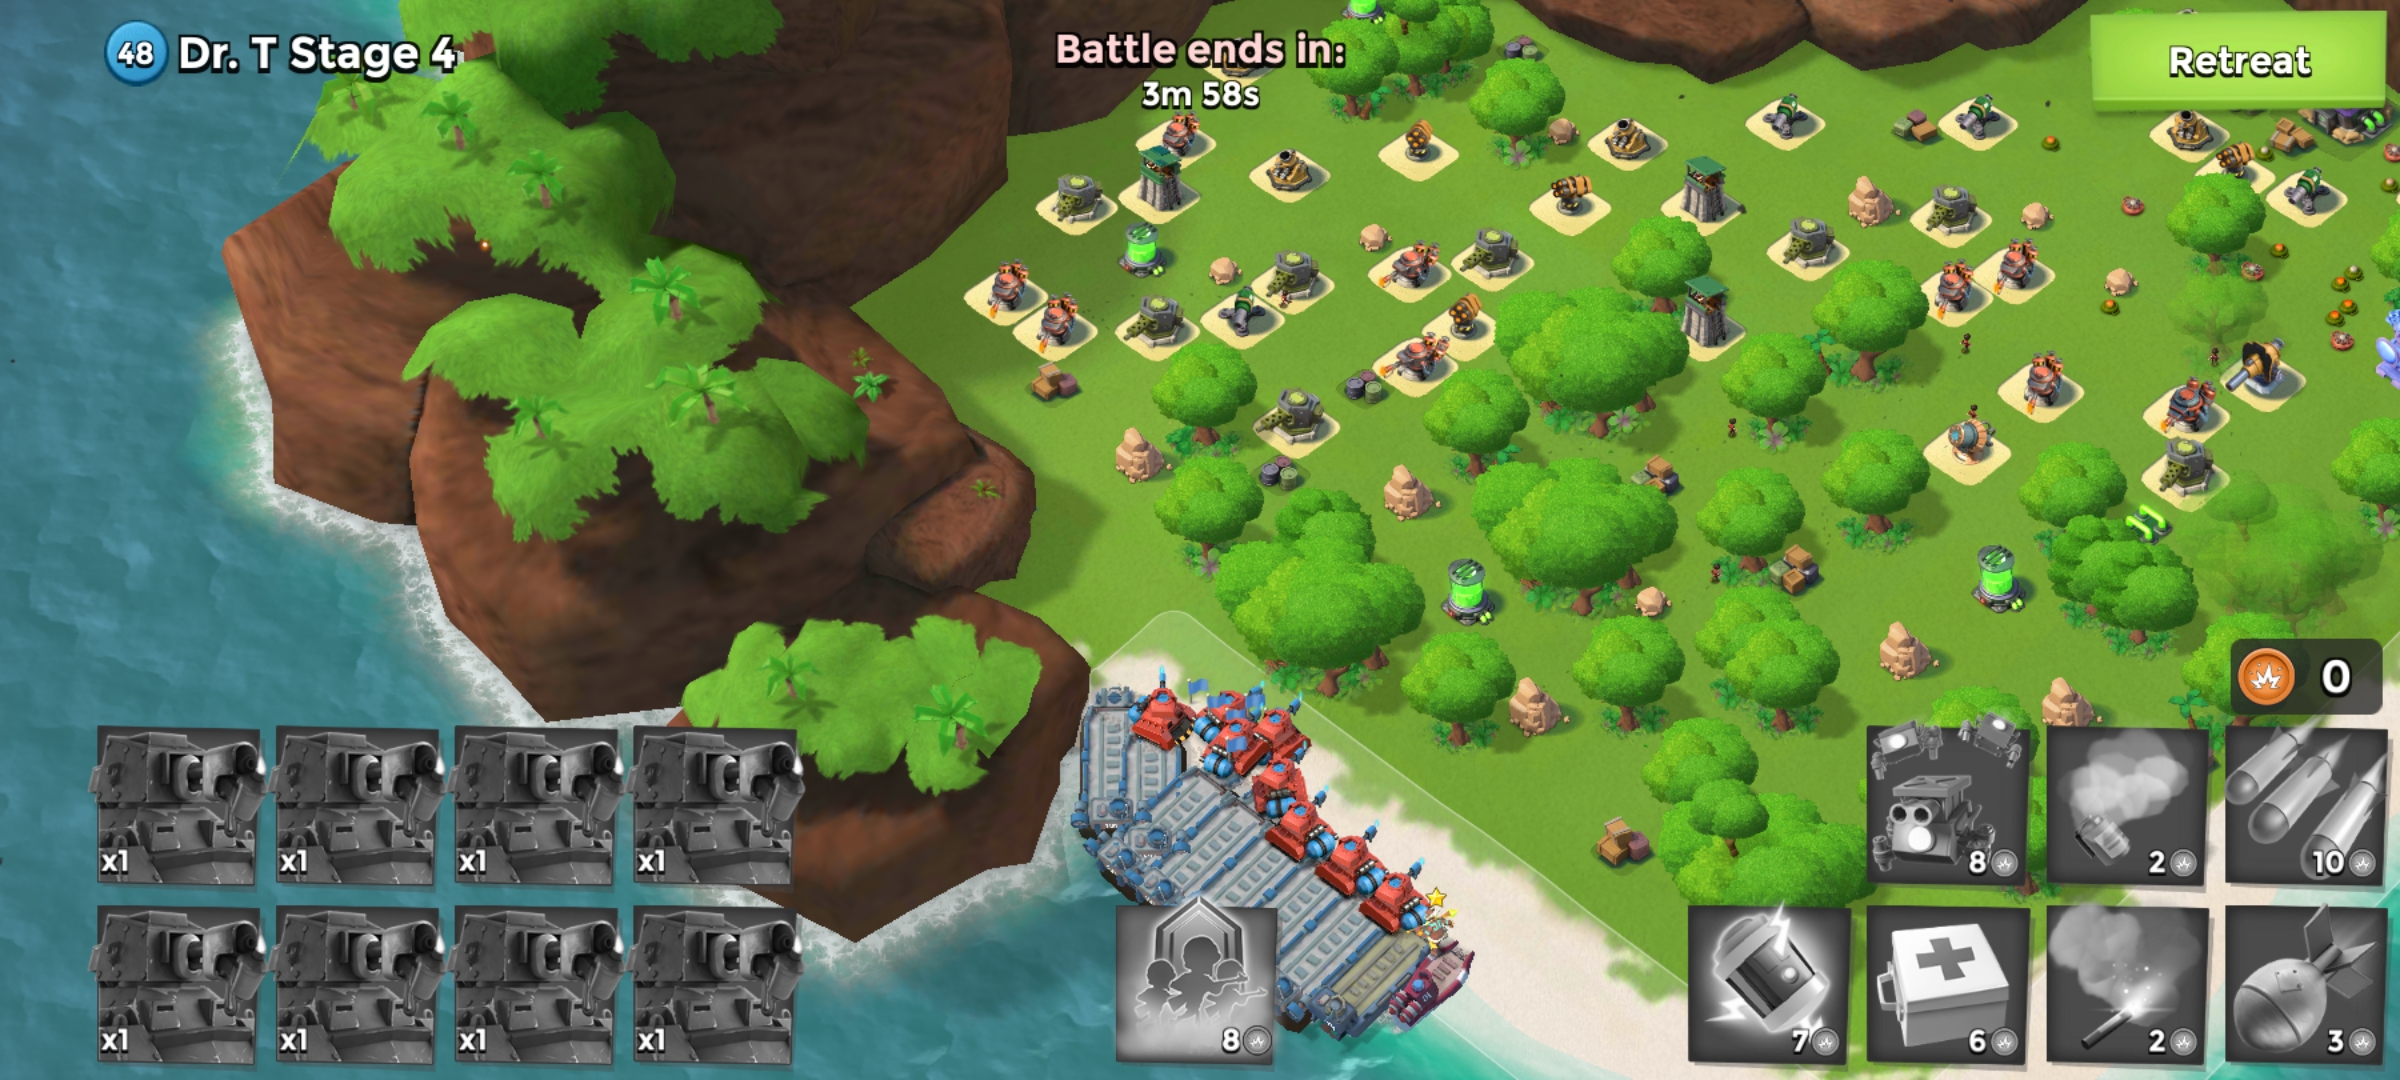 48 Dr. T Stage 4
Battle ends in:
3m 58s
Retreat
0
x1 x1 x1 x1
8 2 10
x1 x1 x1 x1
8 7 6 2 3